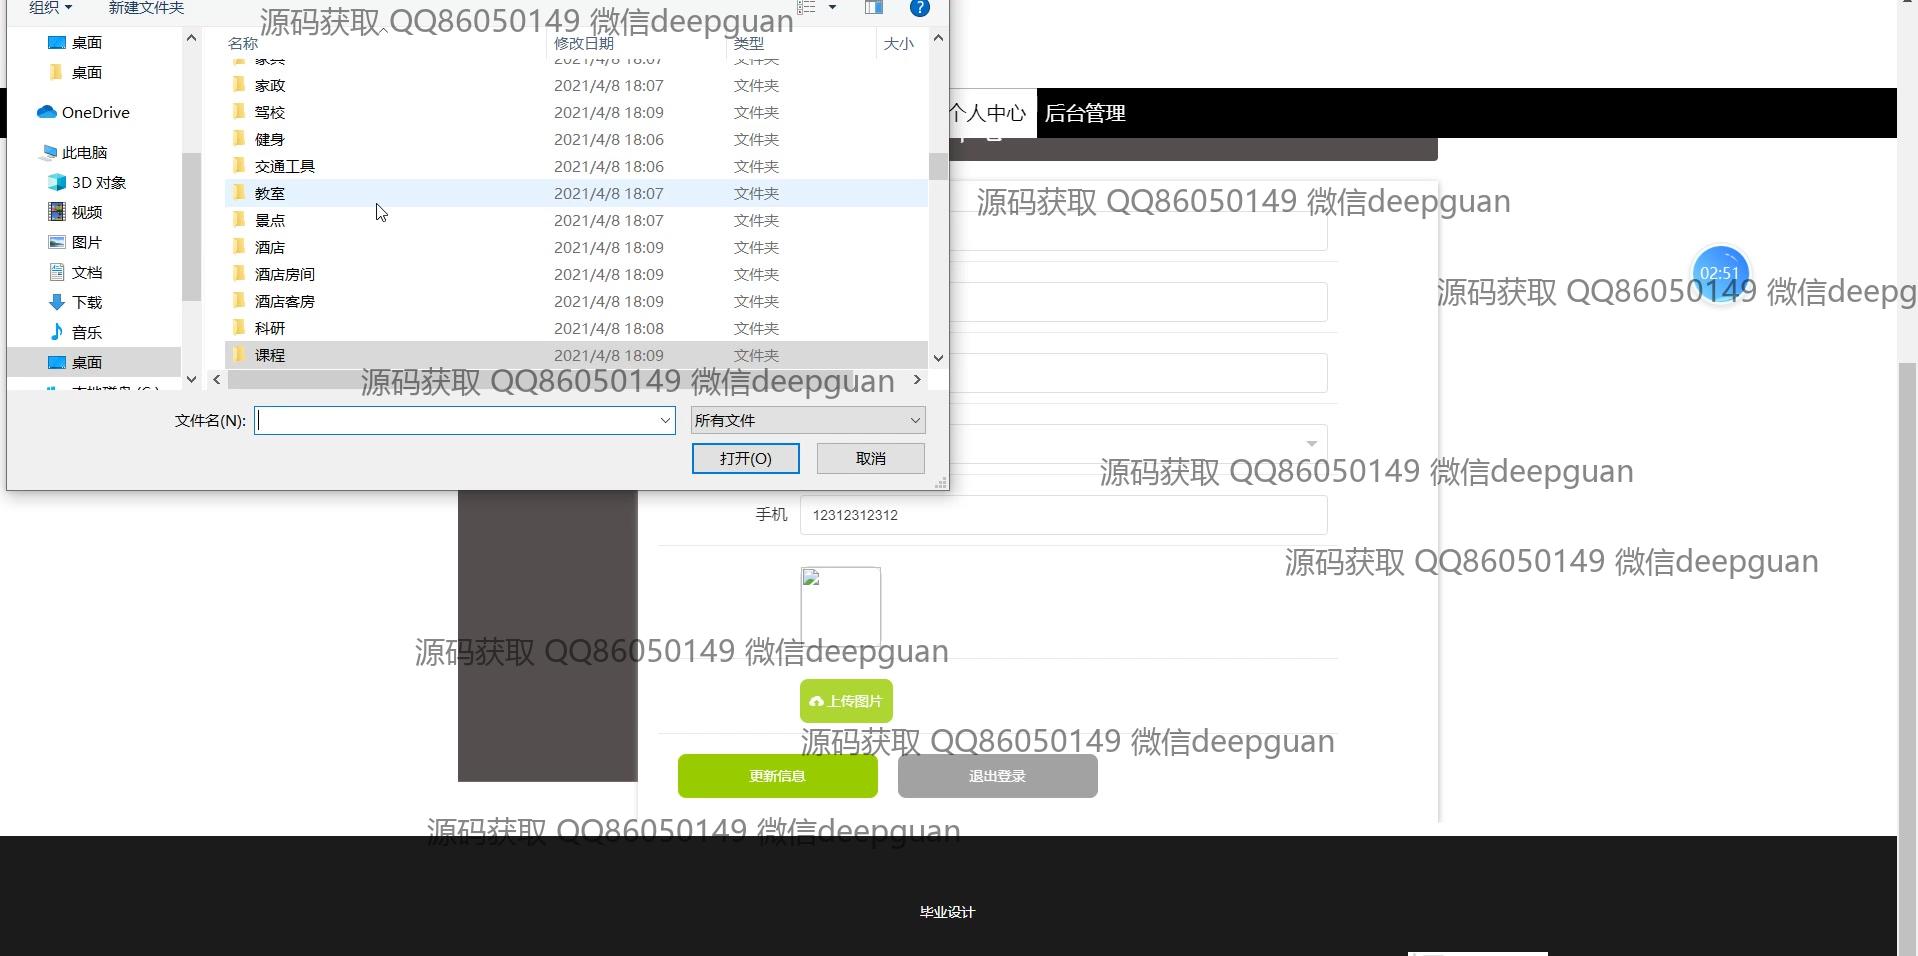 组织 新建文件夹
源码获取 QQ86050149 微信deepguan
桌面
桌面
OneDrive
此电脑
3D 对象
视频
图片
文档
下载
音乐
桌面
名称 修改日期 类型 大小
家具 2021/4/8 18:07 文件夹
家政 2021/4/8 18:07 文件夹
驾校 2021/4/8 18:09 文件夹
健身 2021/4/8 18:06 文件夹
交通工具 2021/4/8 18:06 文件夹
教室 2021/4/8 18:07 文件夹
景点 2021/4/8 18:07 文件夹
酒店 2021/4/8 18:09 文件夹
酒店房间 2021/4/8 18:09 文件夹
酒店客房 2021/4/8 18:09 文件夹
科研 2021/4/8 18:08 文件夹
课程 2021/4/8 18:09 文件夹
源码获取 QQ86050149 微信deepguan
文件名(N): 所有文件
打开(O) 取消
个人中心 后台管理
源码获取 QQ86050149 微信deepguan
02:51
源码获取 QQ86050149 微信deepg
源码获取 QQ86050149 微信deepguan
手机 12312312312
源码获取 QQ86050149 微信deepguan
源码获取 QQ86050149 微信deepguan
上传图片
源码获取 QQ86050149 微信deepguan
更新信息 退出登录
源码获取 QQ86050149 微信deepguan
毕业设计